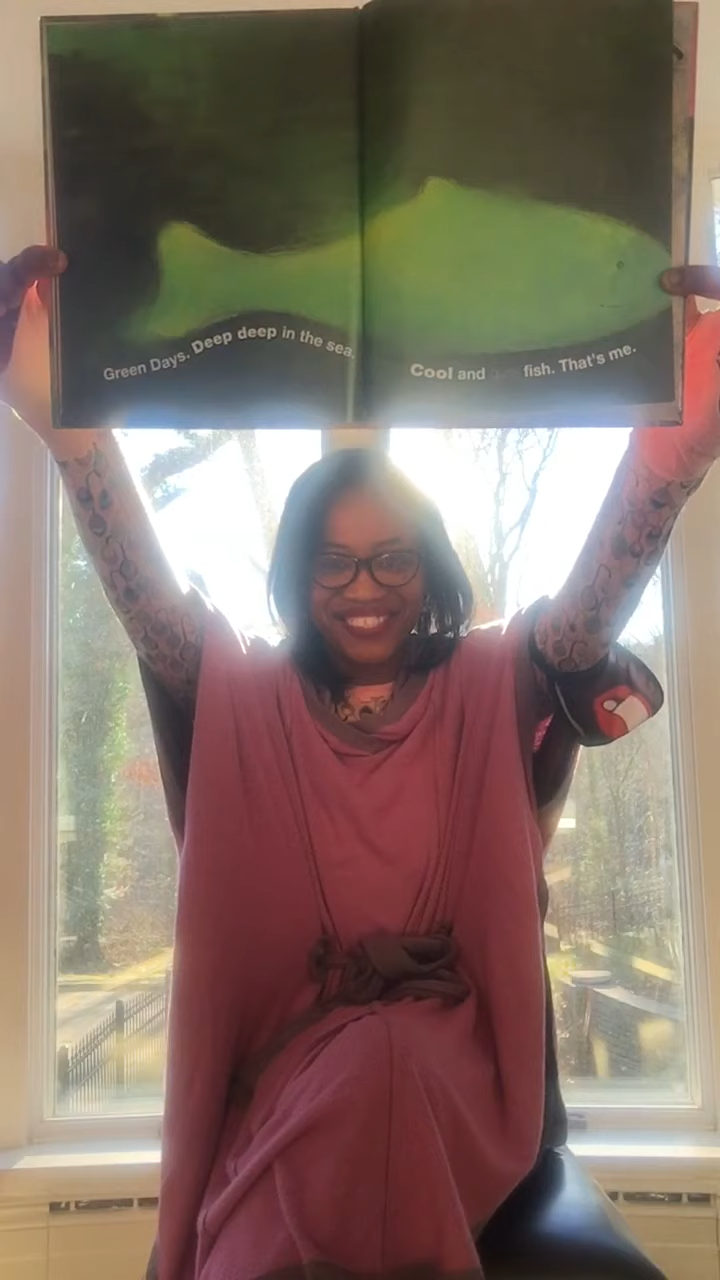 Green Days. Deep deep in the sea.
Cool and fish. That's me.